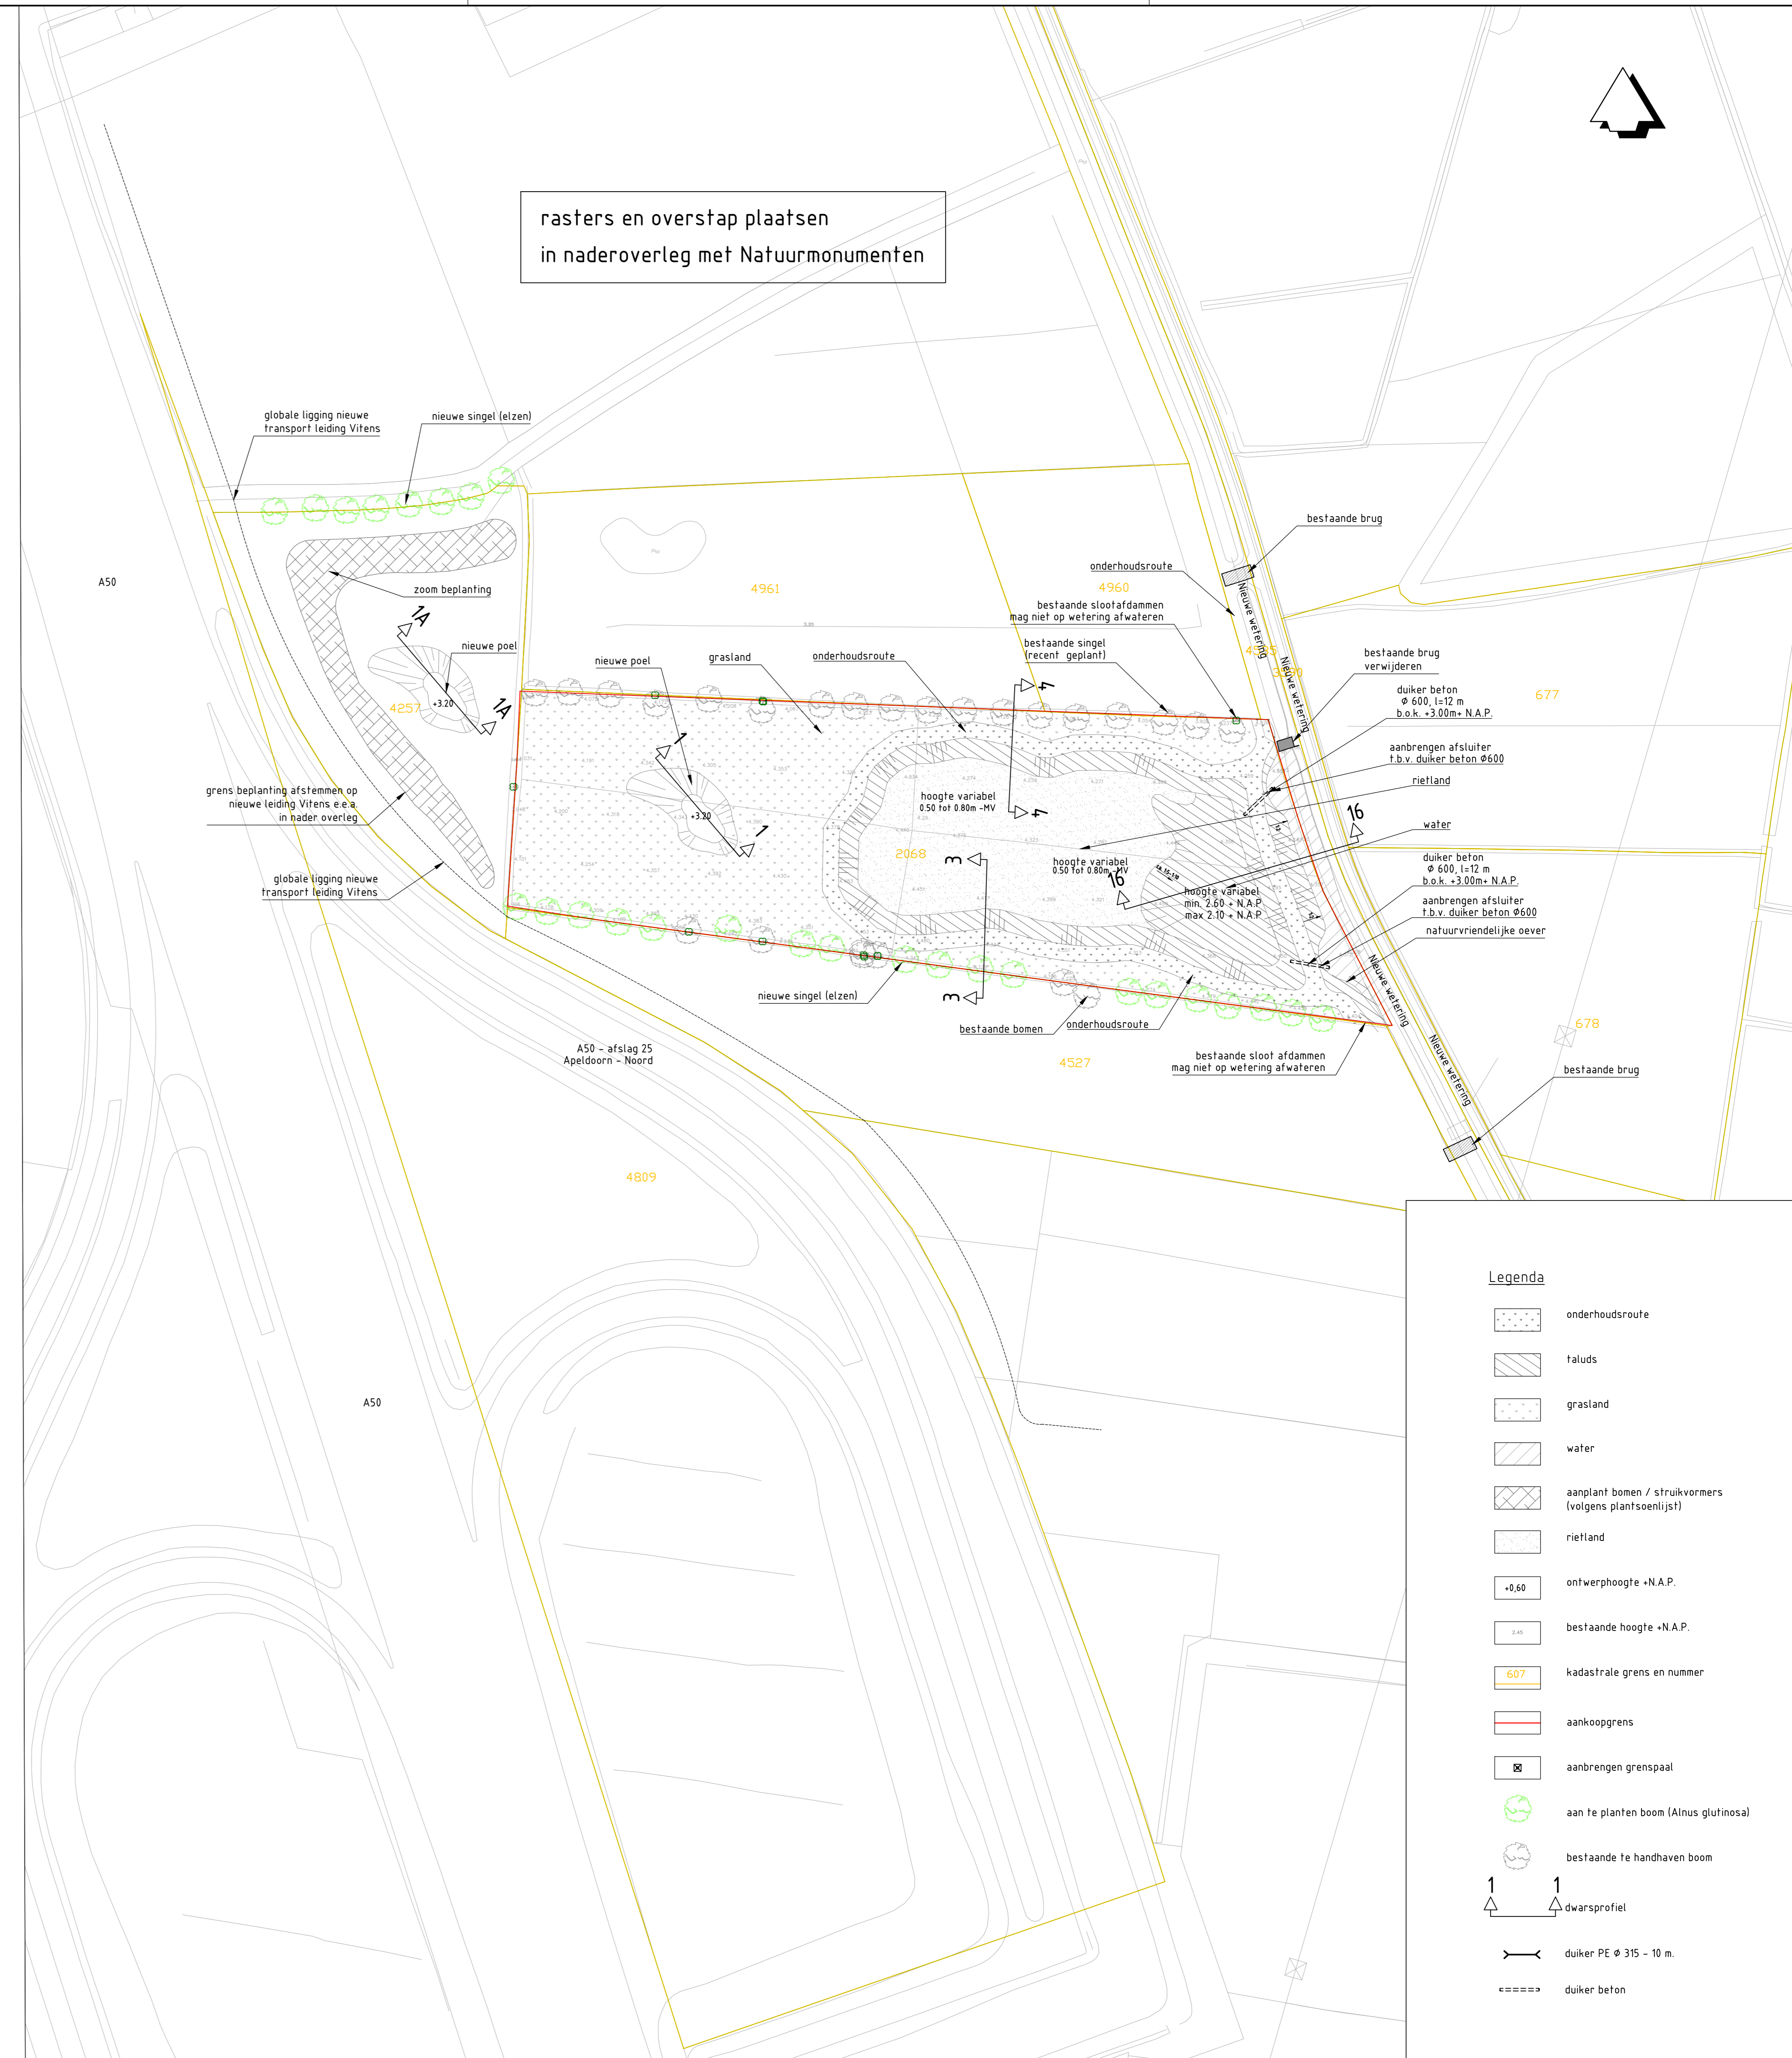 rasters en overstap plaatsen
in naderoverleg met Natuurmonumenten
globale ligging nieuwe
transport leiding Vitens
nieuwe singel (elzen)
A50
zoom beplanting
1A
nieuwe poel
+3.20
1A
4257
grens beplanting afstemmen op
nieuwe leiding Vitens e.e.a.
in nader overleg
globale ligging nieuwe
transport leiding Vitens
4961
3.95
nieuwe poel
grasland
onderhoudsroute
1
+3.20
1
4960
onderhoudsroute
bestaande slootafdammen
mag niet op wetering afwateren
bestaande singel
(recent geplant)
bestaande brug
Nieuwe wetering
Nieuwe wetering
bestaande brug
verwijderen
677
duiker beton
Φ 600, l=12 m
b.o.k. +3.00m+ N.A.P.
aanbrengen afsluiter
t.b.v. duiker beton Φ600
rietland
water
4
4
hoogte variabel
0.50 tot 0.80m -MV
2068
3
3
hoogte variabel
0.50 tot 0.80m -MV
16
16
hoogte variabel
min. 2.60 + N.A.P
max 2.10 + N.A.P
duiker beton
Φ 600, l=12 m
b.o.k. +3.00m+ N.A.P.
aanbrengen afsluiter
t.b.v. duiker beton Φ600
natuurvriendelijke oever
Nieuwe wetering
Nieuwe wetering
678
nieuwe singel (elzen)
bestaande bomen
onderhoudsroute
4527
bestaande sloot afdammen
mag niet op wetering afwateren
bestaande brug
A50 - afslag 25
Apeldoorn - Noord
4809
A50
Legenda
onderhoudsroute
taluds
grasland
water
aanplant bomen / struikvormers
(volgens plantsoenlijst)
rietland
+0,60
ontwerphoogte +N.A.P.
2.45
bestaande hoogte +N.A.P.
607
kadastrale grens en nummer
aankoopgrens
aanbrengen grenspaal
aan te planten boom (Alnus glutinosa)
bestaande te handhaven boom
1 1
dwarsprofiel
duiker PE Φ 315 - 10 m.
duiker beton